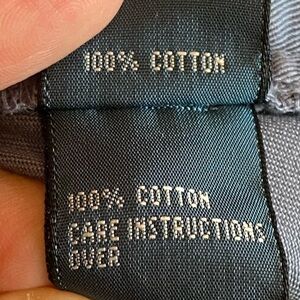 100% COTTON
100% COTTON
CARE INSTRUCTIONS
OVER